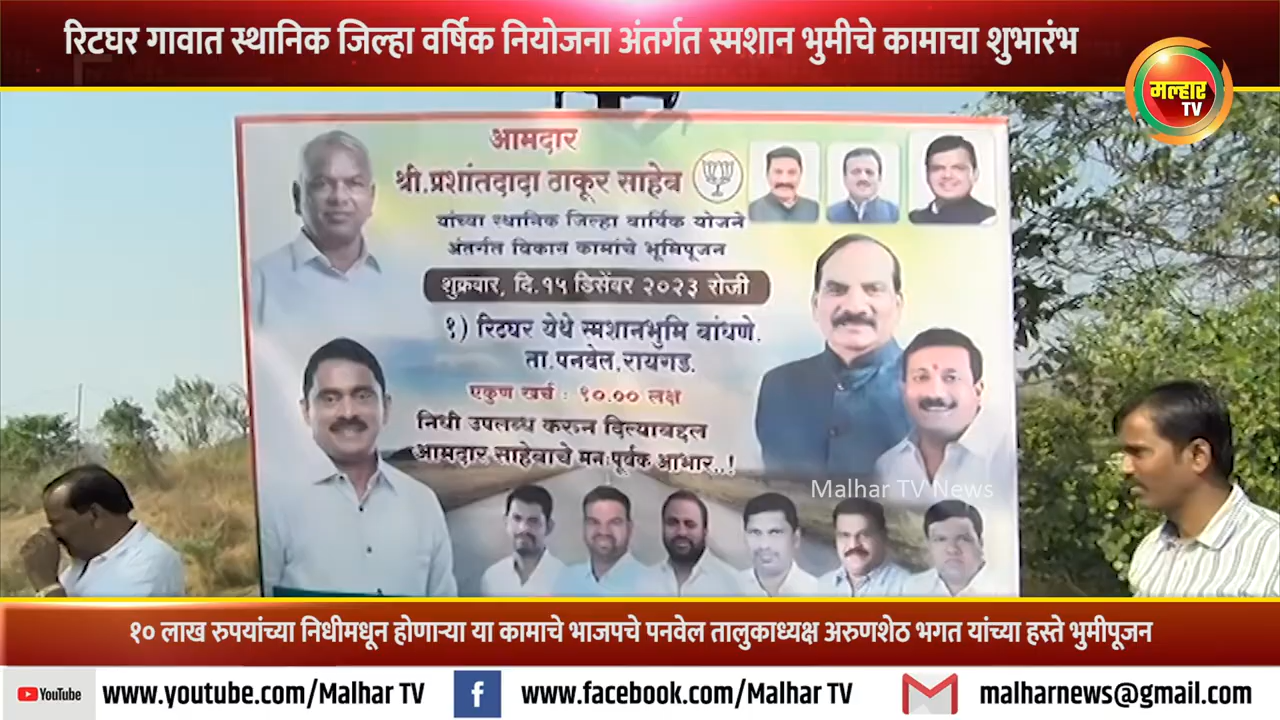 रिटघर गावात स्थानिक जिल्हा वर्षिक नियोजना अंतर्गत स्मशान भुमीचे कामाचा शुभारंभ
मल्हार
TV
आमदार
श्री.प्रशांतदादा ठाकूर साहेब
यांच्या स्थानिक जिल्हा वार्षिक योजने
अंतर्गत विकास कामांचे भूमिपूजन
शुक्रवार, दि.१५ डिसेंबर २०२३ रोजी
१) रिटघर येथे स्मशानभुमि बांधणे.
ता.पनवेल,रायगड.
एकुण खर्च : १०.०० लक्ष
निधी उपलब्ध करुन दिल्याबद्दल
आमदार साहेबाचे मनःपूर्वक आभार..!
Malhar TV News
१० लाख रुपयांच्या निधीमधून होणाऱ्या या कामाचे भाजपचे पनवेल तालुकाध्यक्ष अरुणशेठ भगत यांच्या हस्ते भुमीपूजन
YouTube www.youtube.com/Malhar TV f www.facebook.com/Malhar TV malharnews@gmail.com